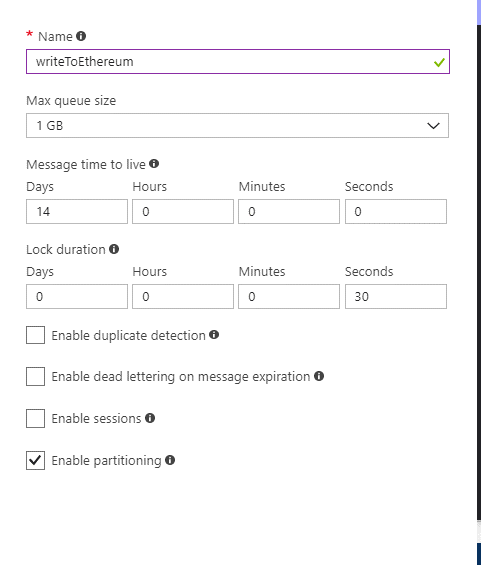 * Name
writeToEthereum
Max queue size
1 GB
Message time to live
Days Hours Minutes Seconds
14 0 0 0
Lock duration
Days Hours Minutes Seconds
0 0 0 30
Enable duplicate detection
Enable dead lettering on message expiration
Enable sessions
Enable partitioning